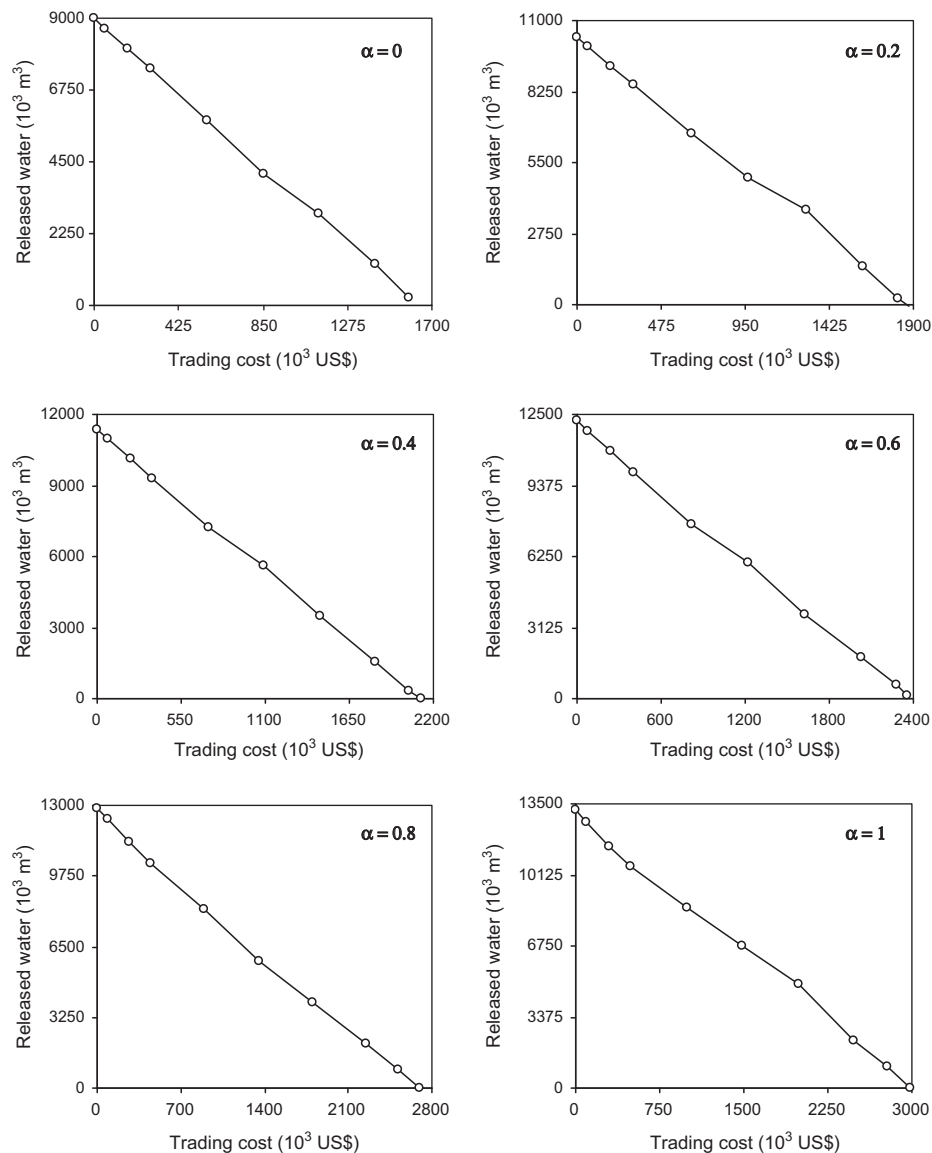 α = 0
Released water (10³ m³)
9000
6750
4500
2250
0
0 425 850 1275 1700
Trading cost (10³ US$)
α = 0.2
Released water (10³ m³)
11000
8250
5500
2750
0
0 475 950 1425 1900
Trading cost (10³ US$)
α = 0.4
Released water (10³ m³)
12000
9000
6000
3000
0
0 550 1100 1650 2200
Trading cost (10³ US$)
α = 0.6
Released water (10³ m³)
12500
9375
6250
3125
0
0 600 1200 1800 2400
Trading cost (10³ US$)
α = 0.8
Released water (10³ m³)
13000
9750
6500
3250
0
0 700 1400 2100 2800
Trading cost (10³ US$)
α = 1
Released water (10³ m³)
13500
10125
6750
3375
0
0 750 1500 2250 3000
Trading cost (10³ US$)